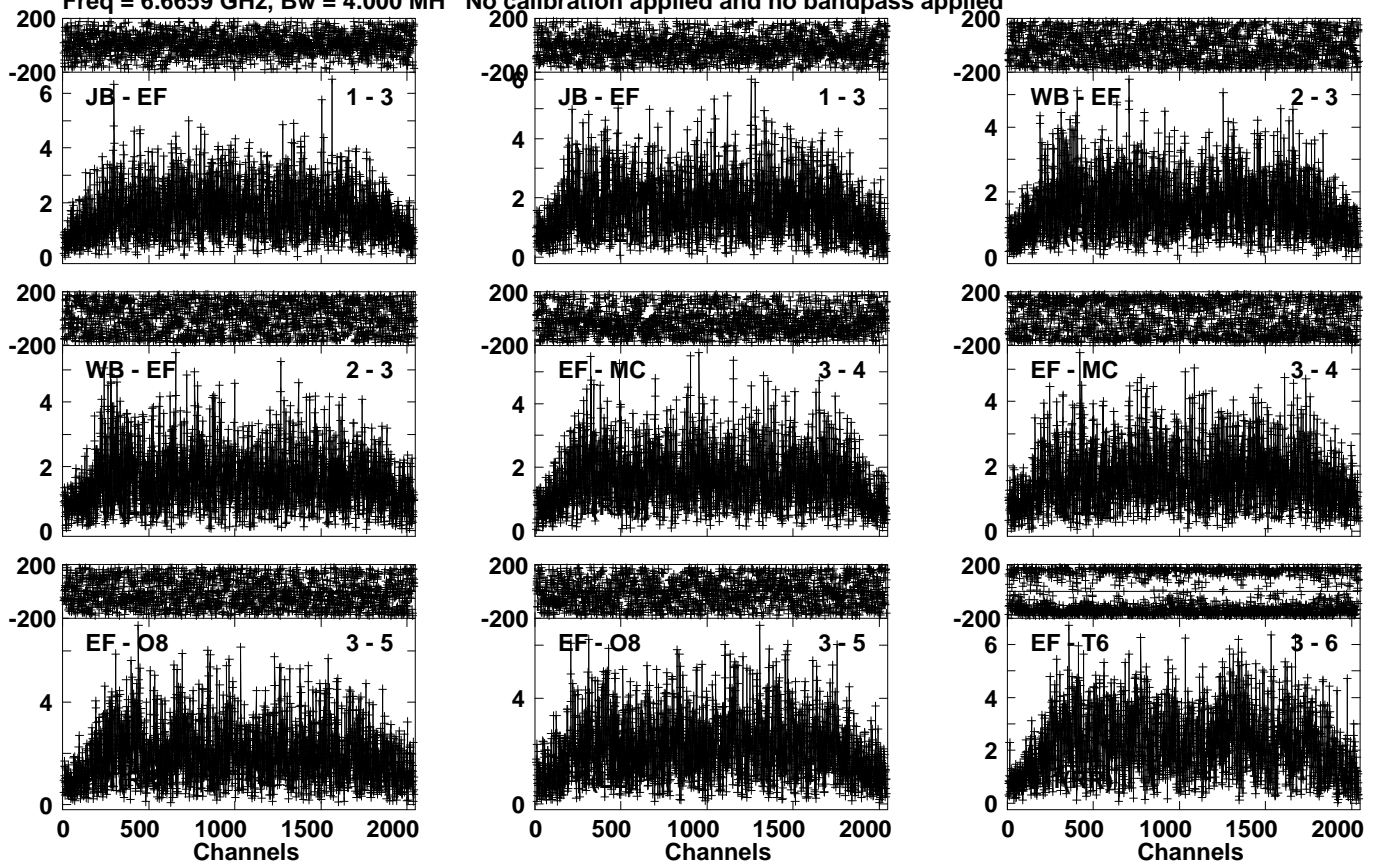 Freq = 6.6659 GHz, Bw = 4.000 MH No calibration applied and no bandpass applied
200 200 200
-200 -200 -200
6 JB - EF 1 - 3 6 JB - EF 1 - 3 WB - EF 2 - 3
4 4 4
2 2 2
0 0 0
200 200 200
-200 -200 -200
WB - EF 2 - 3 EF - MC 3 - 4 EF - MC 3 - 4
4 4 4
2 2 2
0 0 0
200 200 200
-200 -200 -200
EF - O8 3 - 5 EF - O8 3 - 5 6 EF - T6 3 - 6
4 4 4
2
0 0 0
0 500 1000 1500 2000 0 500 1000 1500 2000 0 500 1000 1500 2000
Channels Channels Channels